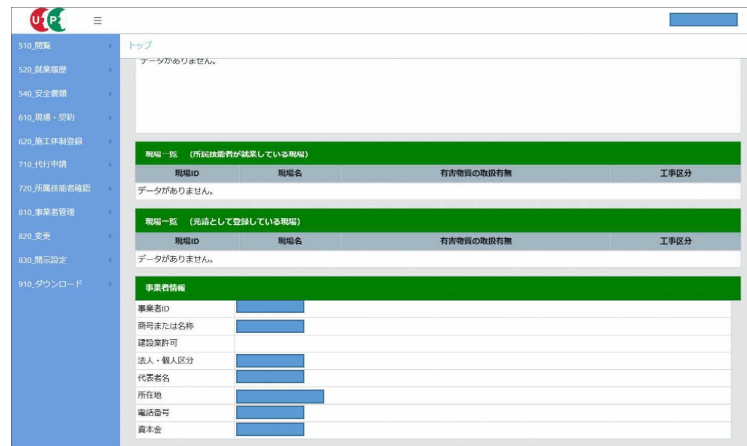 U P
510_閲覧
520_就業履歴
540_安全書類
610_現場・契約
620_施工体制登録
710_代行申請
720_所属技能者確認
810_事業者管理
820_変更
830_開示設定
910_ダウンロード
トップ
データがありません。
現場一覧 (所属技能者が就業している現場)
現場ID 現場名 有害物質の取扱有無 工事区分
データがありません。
現場一覧 (元請として登録している現場)
現場ID 現場名 有害物質の取扱有無 工事区分
データがありません。
事業者情報
事業者ID
商号または名称
建設業許可
法人・個人区分
代表者名
所在地
電話番号
資本金